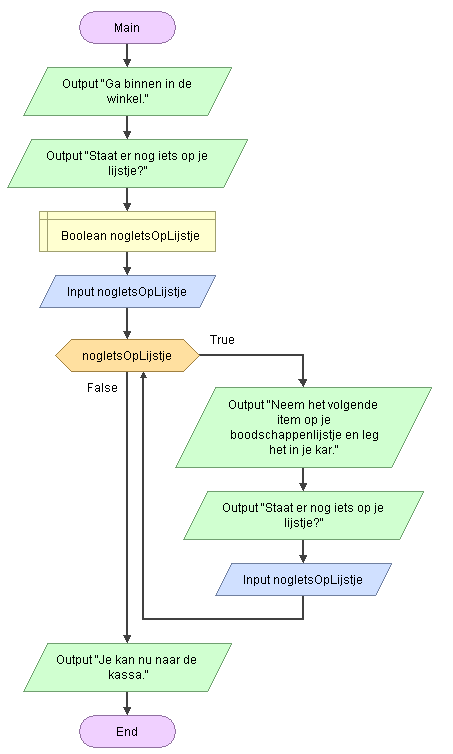 Main
Output "Ga binnen in de
winkel."
Output "Staat er nog iets op je
lijstje?"
Boolean nogIetsOpLijstje
Input nogIetsOpLijstje
nogIetsOpLijstje
True
False
Output "Neem het volgende
item op je
boodschappenlijstje en leg
het in je kar."
Output "Staat er nog iets op je
lijstje?"
Input nogIetsOpLijstje
Output "Je kan nu naar de
kassa."
End